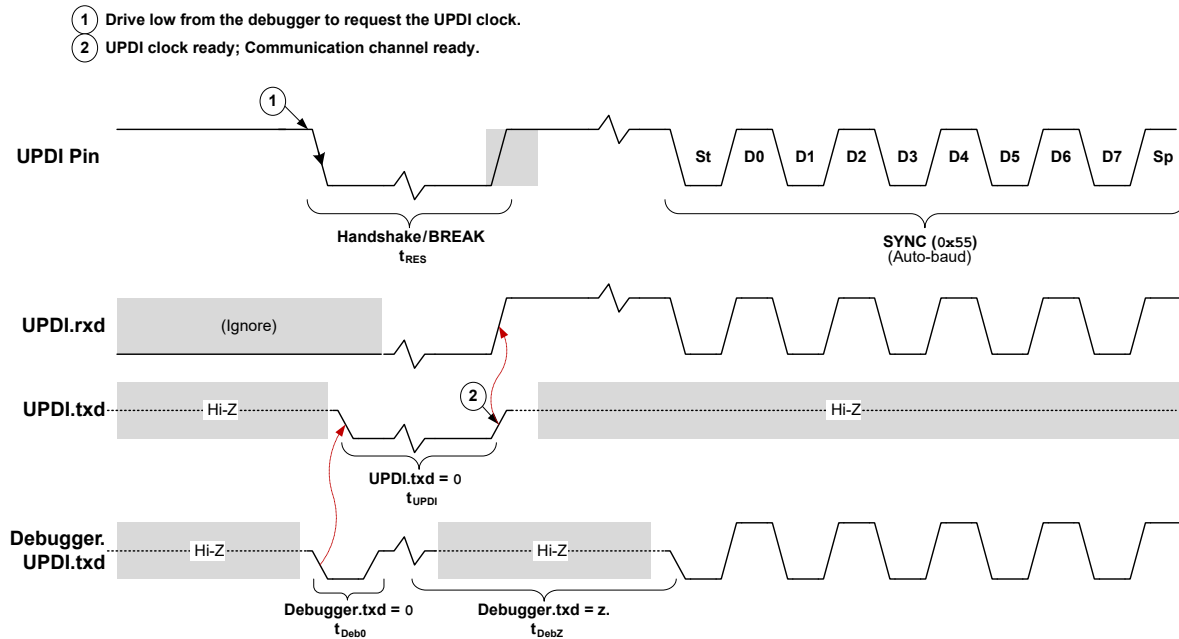 1 Drive low from the debugger to request the UPDI clock.
2 UPDI clock ready; Communication channel ready.
1
UPDI Pin
St D0 D1 D2 D3 D4 D5 D6 D7 Sp
Handshake/BREAK
tRES
SYNC (0x55)
(Auto-baud)
UPDI.rxd
(Ignore)
2
UPDI.txd
Hi-Z
Hi-Z
UPDI.txd = 0
tUPDI
Debugger.
UPDI.txd
Hi-Z
Hi-Z
Debugger.txd = 0
tDeb0
Debugger.txd = z.
tDebZ